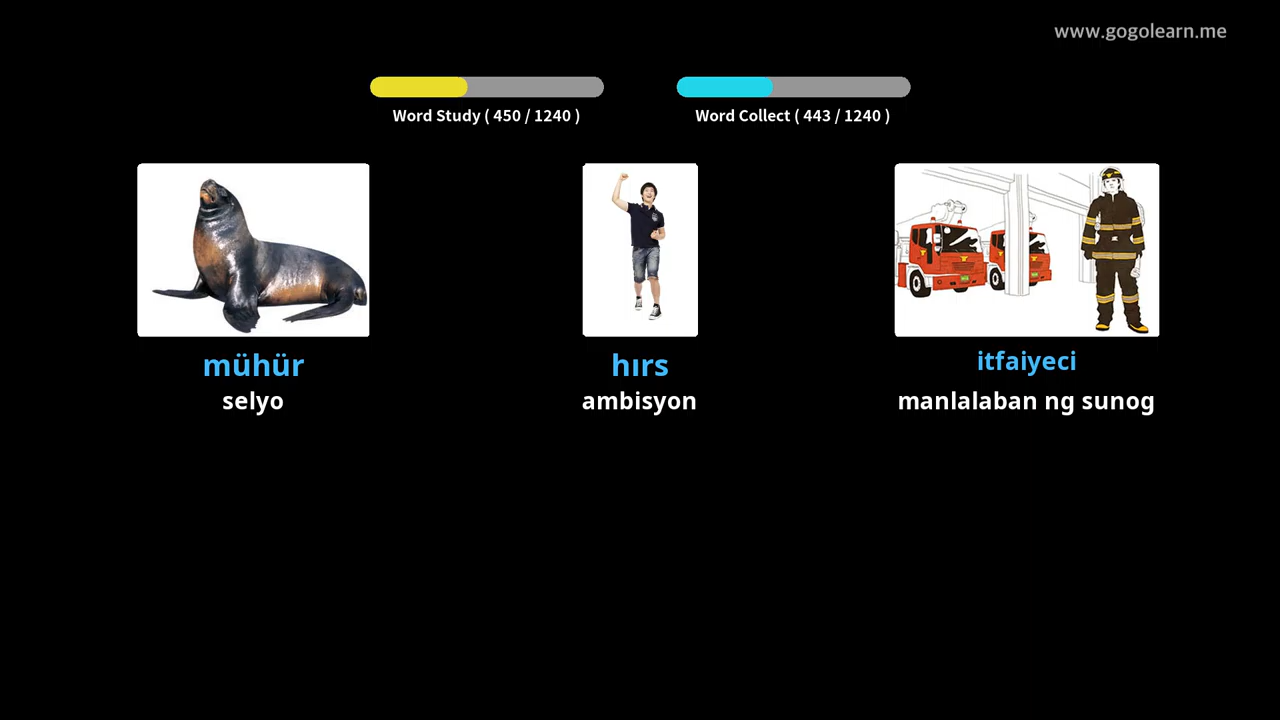 www.gogolearn.me
Word Study ( 450 / 1240 )
Word Collect ( 443 / 1240 )
mühür
selyo
hırs
ambisyon
itfaiyeci
manlalaban ng sunog